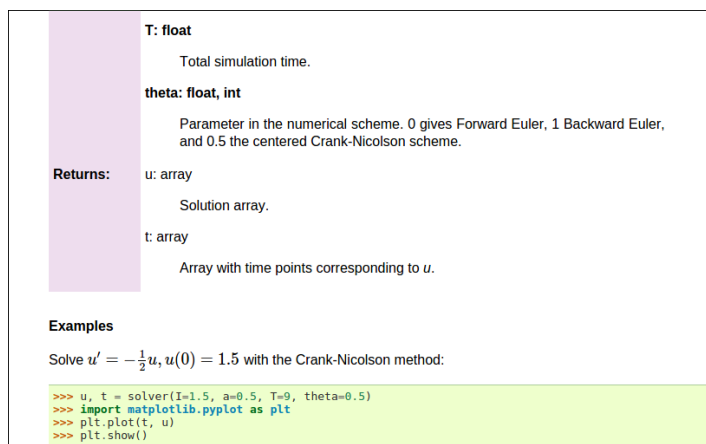 T: float
Total simulation time.
theta: float, int
Parameter in the numerical scheme. 0 gives Forward Euler, 1 Backward Euler,
and 0.5 the centered Crank-Nicolson scheme.
Returns: u: array
Solution array.
t: array
Array with time points corresponding to u.
Examples
Solve u′ = −½u, u(0) = 1.5 with the Crank-Nicolson method:
>>> u, t = solver(I=1.5, a=0.5, T=9, theta=0.5)
>>> import matplotlib.pyplot as plt
>>> plt.plot(t, u)
>>> plt.show()